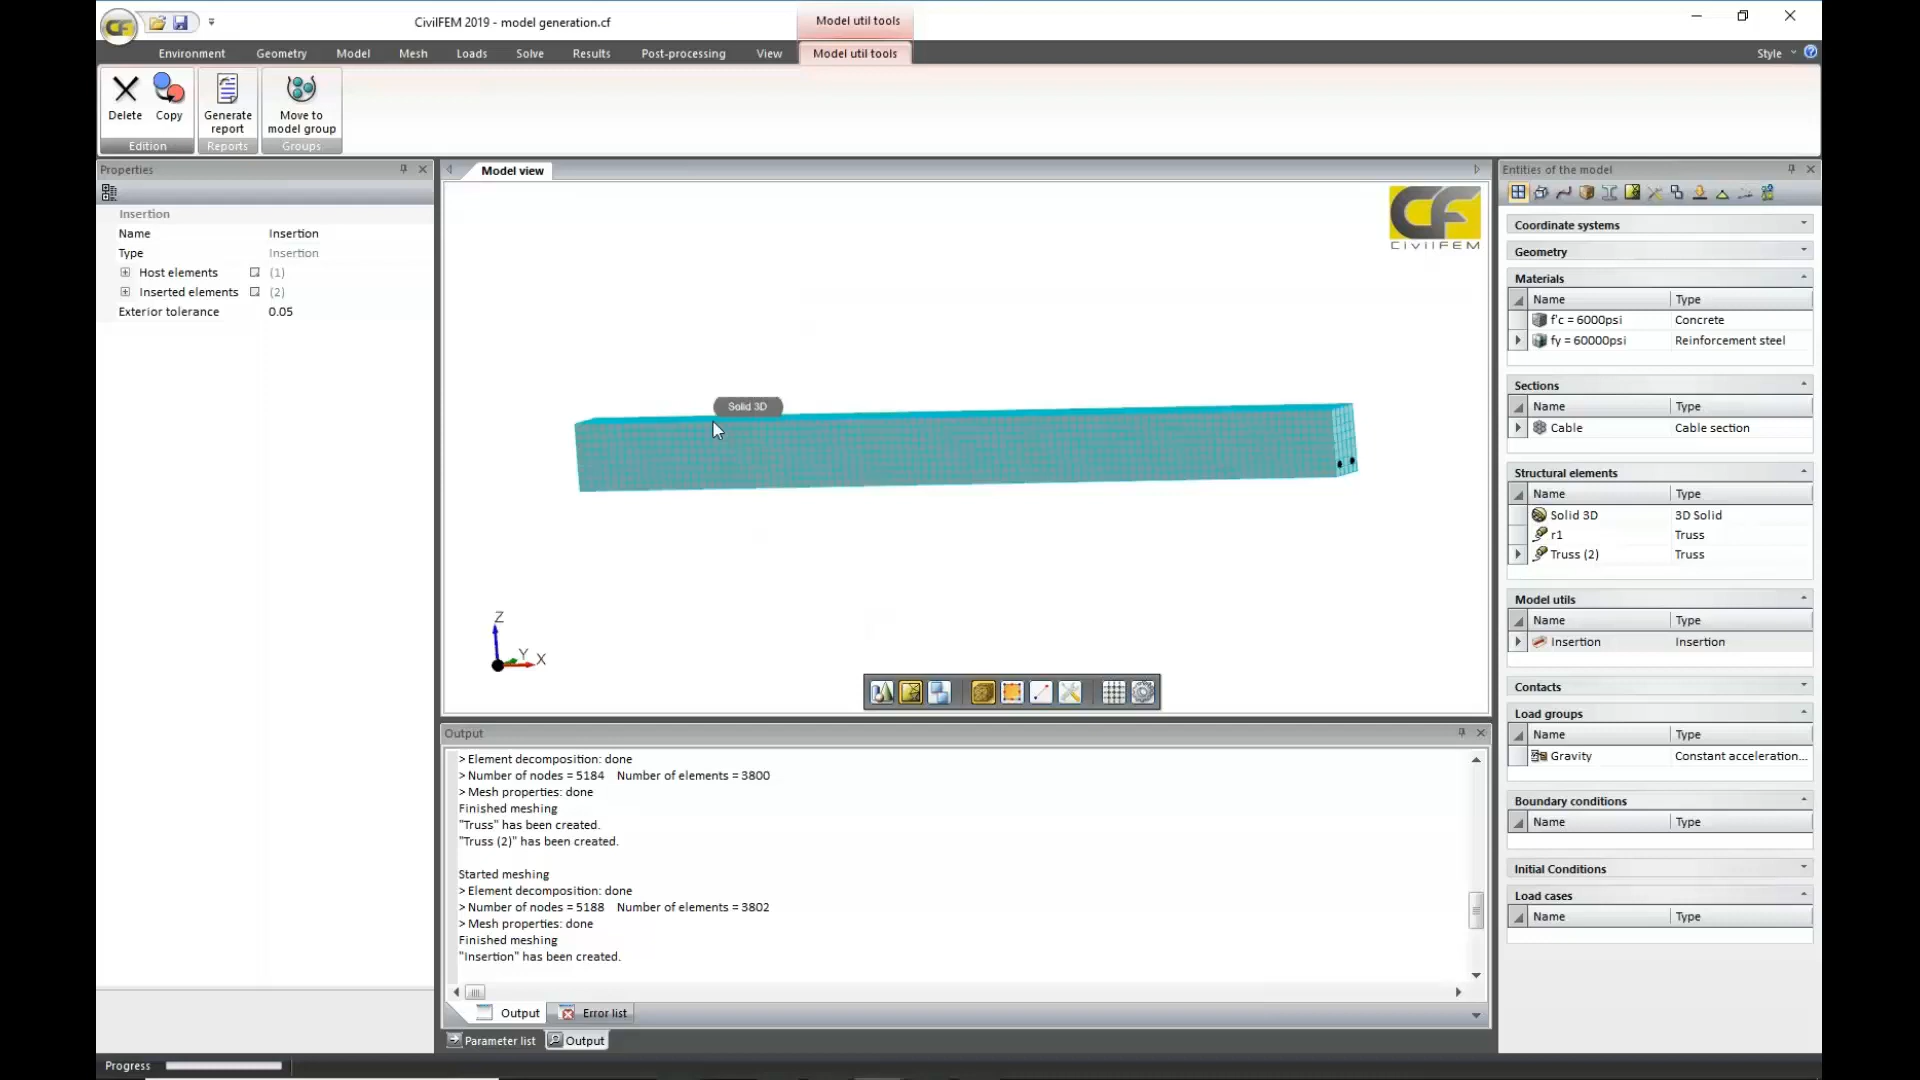 CivilFEM 2019 - model generation.cf
Model util tools
Environment Geometry Model Mesh Loads Solve Results Post-processing View Model util tools Style
Delete Copy Generate report Move to model group
Edition Reports Groups
Properties
Insertion
Name Insertion
Type Insertion
Host elements (1)
Inserted elements (2)
Exterior tolerance 0.05
Model view
CF
CIVILFEM
Solid 3D
Z
Y
X
Output
> Element decomposition: done
> Number of nodes = 5184 Number of elements = 3800
> Mesh properties: done
Finished meshing
"Truss" has been created.
"Truss (2)" has been created.
Started meshing
> Element decomposition: done
> Number of nodes = 5188 Number of elements = 3802
> Mesh properties: done
Finished meshing
"Insertion" has been created.
Output Error list
Parameter list Output
Entities of the model
Coordinate systems
Geometry
Materials
Name Type
f'c = 6000psi Concrete
fy = 60000psi Reinforcement steel
Sections
Name Type
Cable Cable section
Structural elements
Name Type
Solid 3D 3D Solid
r1 Truss
Truss (2) Truss
Model utils
Name Type
Insertion Insertion
Contacts
Load groups
Name Type
Gravity Constant acceleration...
Boundary conditions
Name Type
Initial Conditions
Load cases
Name Type
Progress